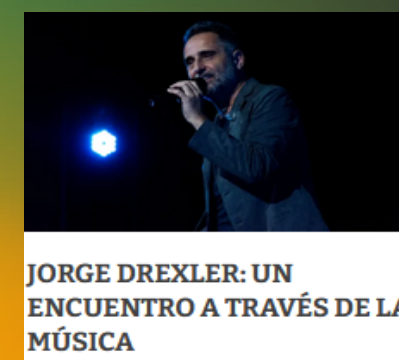 JORGE DREXLER: UN
ENCUENTRO A TRAVÉS DE LA
MÚSICA